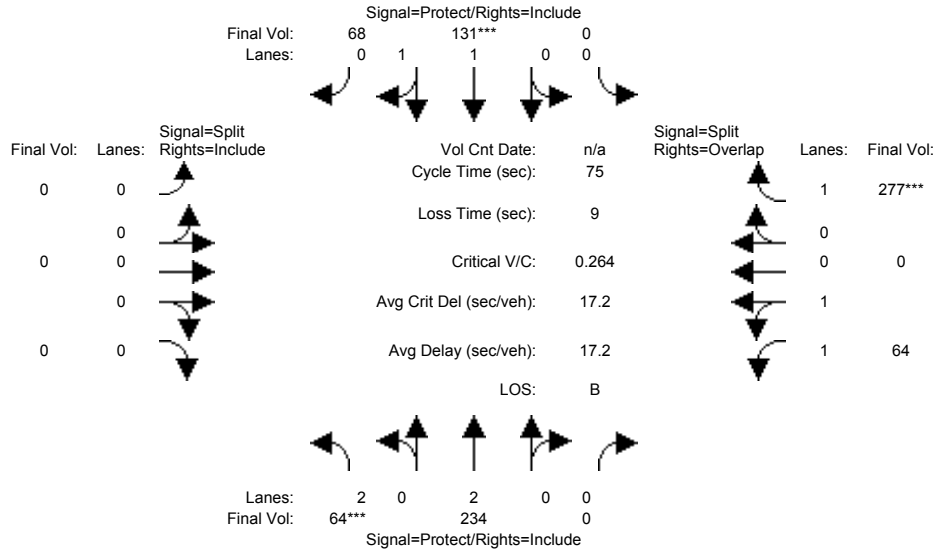 Signal=Protect/Rights=Include
Final Vol: 68 131*** 0
Lanes: 0 1 1 0 0
Signal=Split Signal=Split
Final Vol: Lanes: Rights=Include Vol Cnt Date: n/a Rights=Overlap Lanes: Final Vol:
Cycle Time (sec): 75
0 0 1 277***
Loss Time (sec): 9
0 0
0 0 Critical V/C: 0.264 0 0
0 Avg Crit Del (sec/veh): 17.2 1
0 0 Avg Delay (sec/veh): 17.2 1 64
LOS: B
Lanes: 2 0 2 0 0
Final Vol: 64*** 234 0
Signal=Protect/Rights=Include